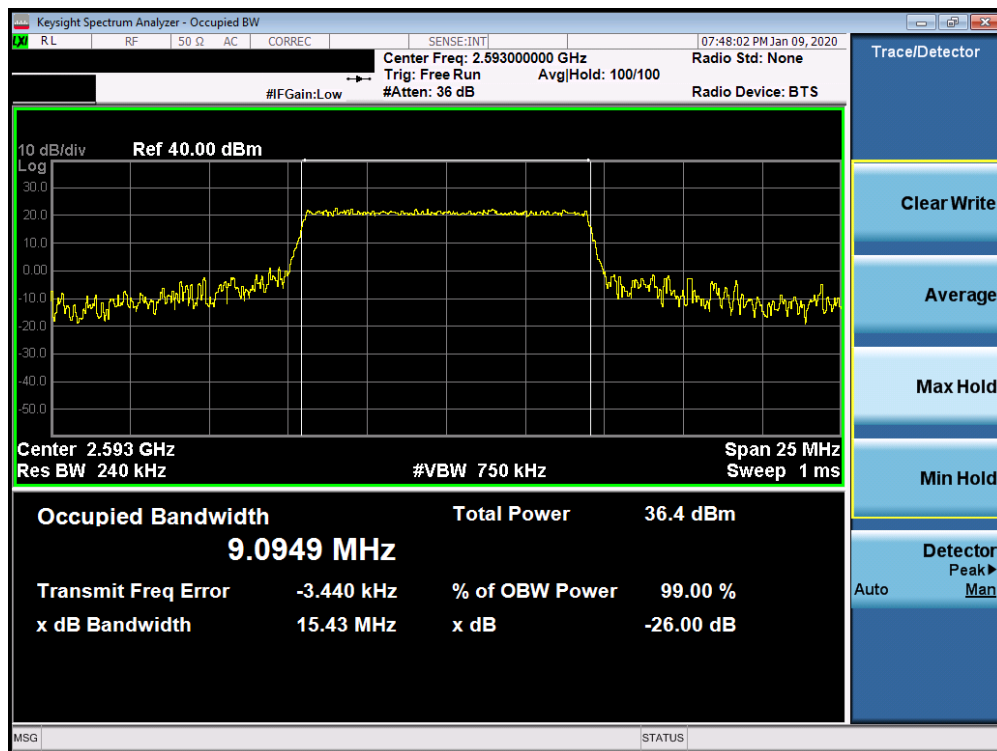 Keysight Spectrum Analyzer - Occupied BW
LXI RL RF 50 Ω AC CORREC SENSE:INT 07:48:02 PM Jan 09, 2020
Center Freq: 2.593000000 GHz Radio Std: None
Trig: Free Run Avg|Hold: 100/100
#IFGain:Low #Atten: 36 dB Radio Device: BTS
Trace/Detector
10 dB/div Ref 40.00 dBm
Log
30.0
20.0
10.0
0.00
-10.0
-20.0
-30.0
-40.0
-50.0
Center 2.593 GHz Span 25 MHz
Res BW 240 kHz #VBW 750 kHz Sweep 1 ms
Occupied Bandwidth Total Power 36.4 dBm
9.0949 MHz
Transmit Freq Error -3.440 kHz % of OBW Power 99.00 %
x dB Bandwidth 15.43 MHz x dB -26.00 dB
Clear Write
Average
Max Hold
Min Hold
Detector
Peak▶
Auto Man
MSG STATUS